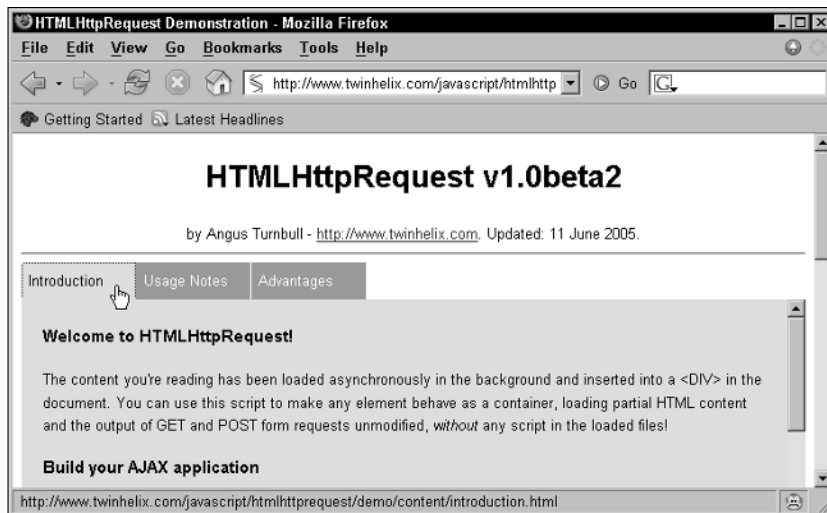 HTMLHttpRequest Demonstration - Mozilla Firefox
File Edit View Go Bookmarks Tools Help
http://www.twinhelix.com/javascript/htmlhttp Go G
Getting Started Latest Headlines
HTMLHttpRequest v1.0beta2
by Angus Turnbull - http://www.twinhelix.com. Updated: 11 June 2005.
Introduction Usage Notes Advantages
Welcome to HTMLHttpRequest!
The content you're reading has been loaded asynchronously in the background and inserted into a <DIV> in the
document. You can use this script to make any element behave as a container, loading partial HTML content
and the output of GET and POST form requests unmodified, without any script in the loaded files!
Build your AJAX application
http://www.twinhelix.com/javascript/htmlhttprequest/demo/content/introduction.html